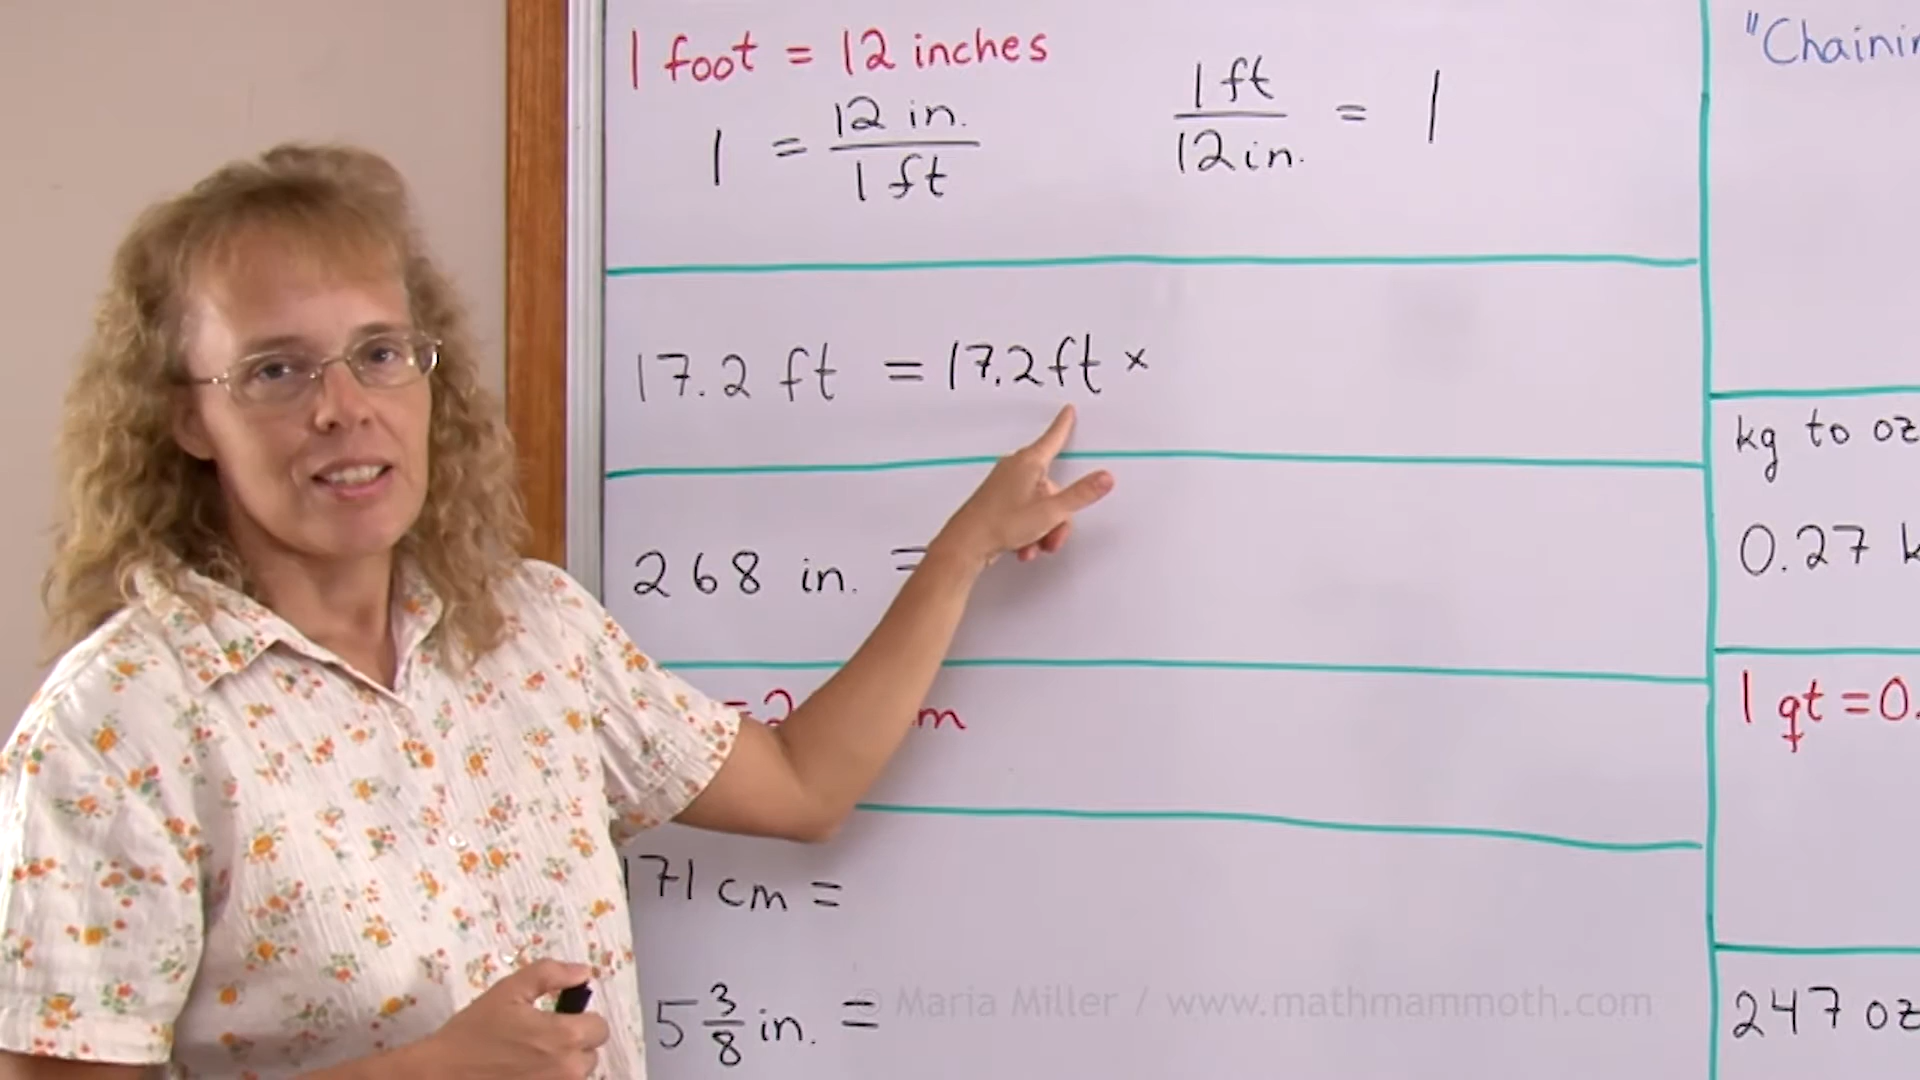 1 foot = 12 inches
1 = 12 in. / 1 ft
1 ft / 12 in. = 1
17.2 ft = 17.2 ft ×
268 in. =
= 2 m
171 cm =
5 3/8 in. =
© Maria Miller / www.mathmammoth.com
"Chainin
kg to oz
0.27 k
1 qt = 0.
247 oz